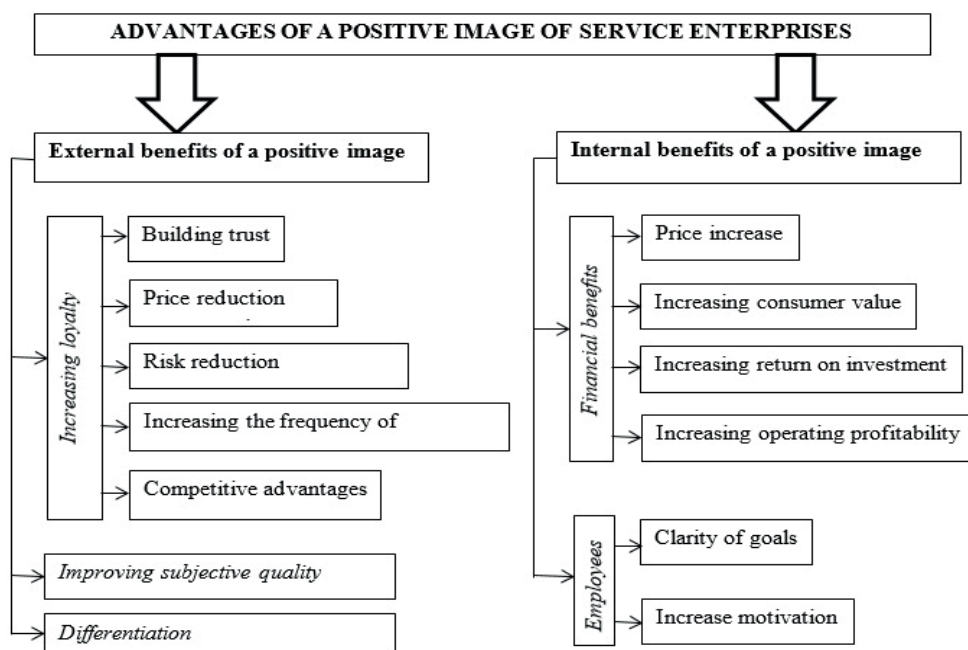 ADVANTAGES OF A POSITIVE IMAGE OF SERVICE ENTERPRISES
External benefits of a positive image
Increasing loyalty
Building trust
Price reduction
Risk reduction
Increasing the frequency of
Competitive advantages
Improving subjective quality
Differentiation
Internal benefits of a positive image
Financial benefits
Price increase
Increasing consumer value
Increasing return on investment
Increasing operating profitability
Employees
Clarity of goals
Increase motivation